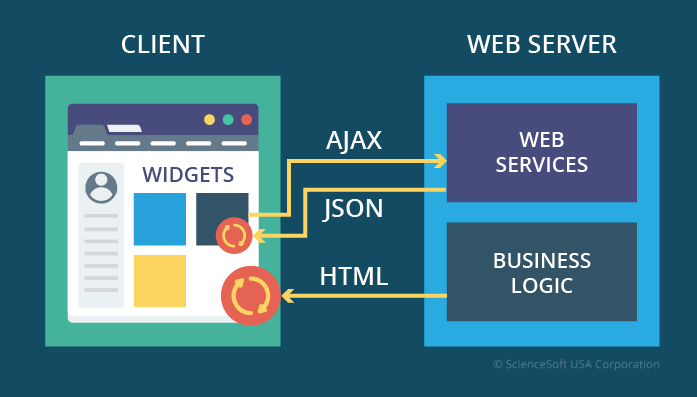 CLIENT
WEB SERVER
WIDGETS
AJAX
JSON
HTML
WEB
SERVICES
BUSINESS
LOGIC
© ScienceSoft USA Corporation